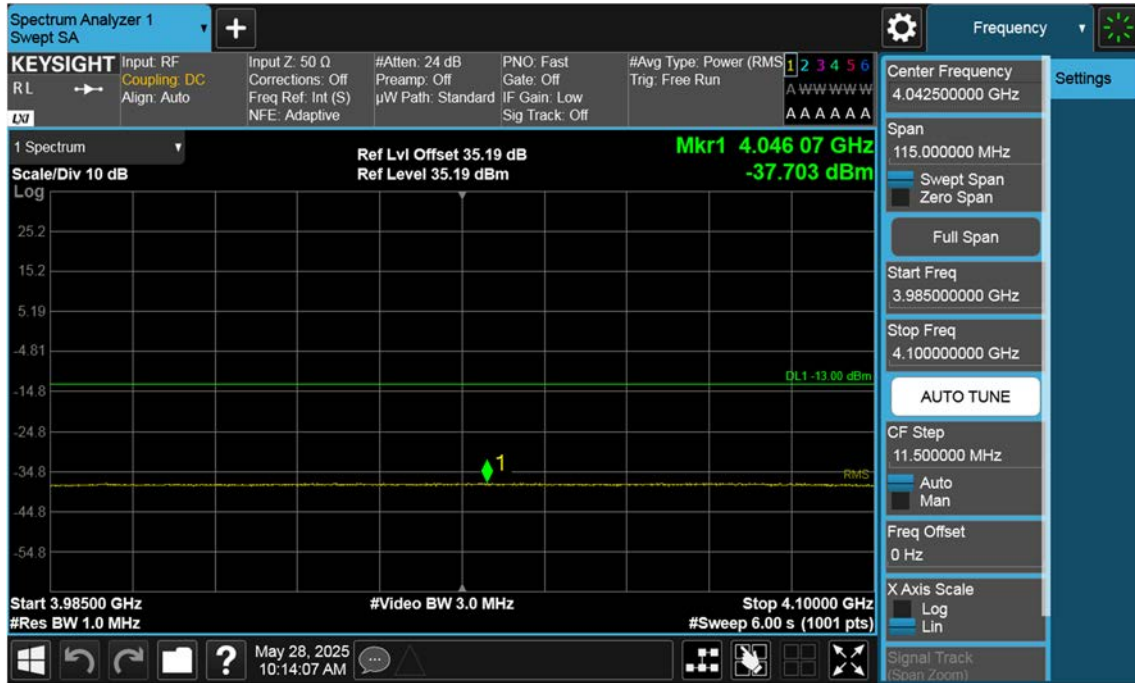 Spectrum Analyzer 1
Swept SA
Frequency
KEYSIGHT
R L
LXI
Input: RF
Coupling: DC
Align: Auto
Input Z: 50 Ω
Corrections: Off
Freq Ref: Int (S)
NFE: Adaptive
#Atten: 24 dB
Preamp: Off
µW Path: Standard
PNO: Fast
Gate: Off
IF Gain: Low
Sig Track: Off
#Avg Type: Power (RMS
Trig: Free Run
1 2 3 4 5 6
A W W W W W
A A A A A A
1 Spectrum
Scale/Div 10 dB
Log
Ref Lvl Offset 35.19 dB
Ref Level 35.19 dBm
Mkr1 4.046 07 GHz
-37.703 dBm
25.2
15.2
5.19
-4.81
DL1 -13.00 dBm
-14.8
-24.8
1
-34.8
RMS
-44.8
-54.8
Start 3.98500 GHz
#Video BW 3.0 MHz
Stop 4.10000 GHz
#Res BW 1.0 MHz
#Sweep 6.00 s (1001 pts)
?
May 28, 2025
10:14:07 AM
Center Frequency
4.042500000 GHz
Settings
Span
115.000000 MHz
Swept Span
Zero Span
Full Span
Start Freq
3.985000000 GHz
Stop Freq
4.100000000 GHz
AUTO TUNE
CF Step
11.500000 MHz
Auto
Man
Freq Offset
0 Hz
X Axis Scale
Log
Lin
Signal Track
(Span Zoom)